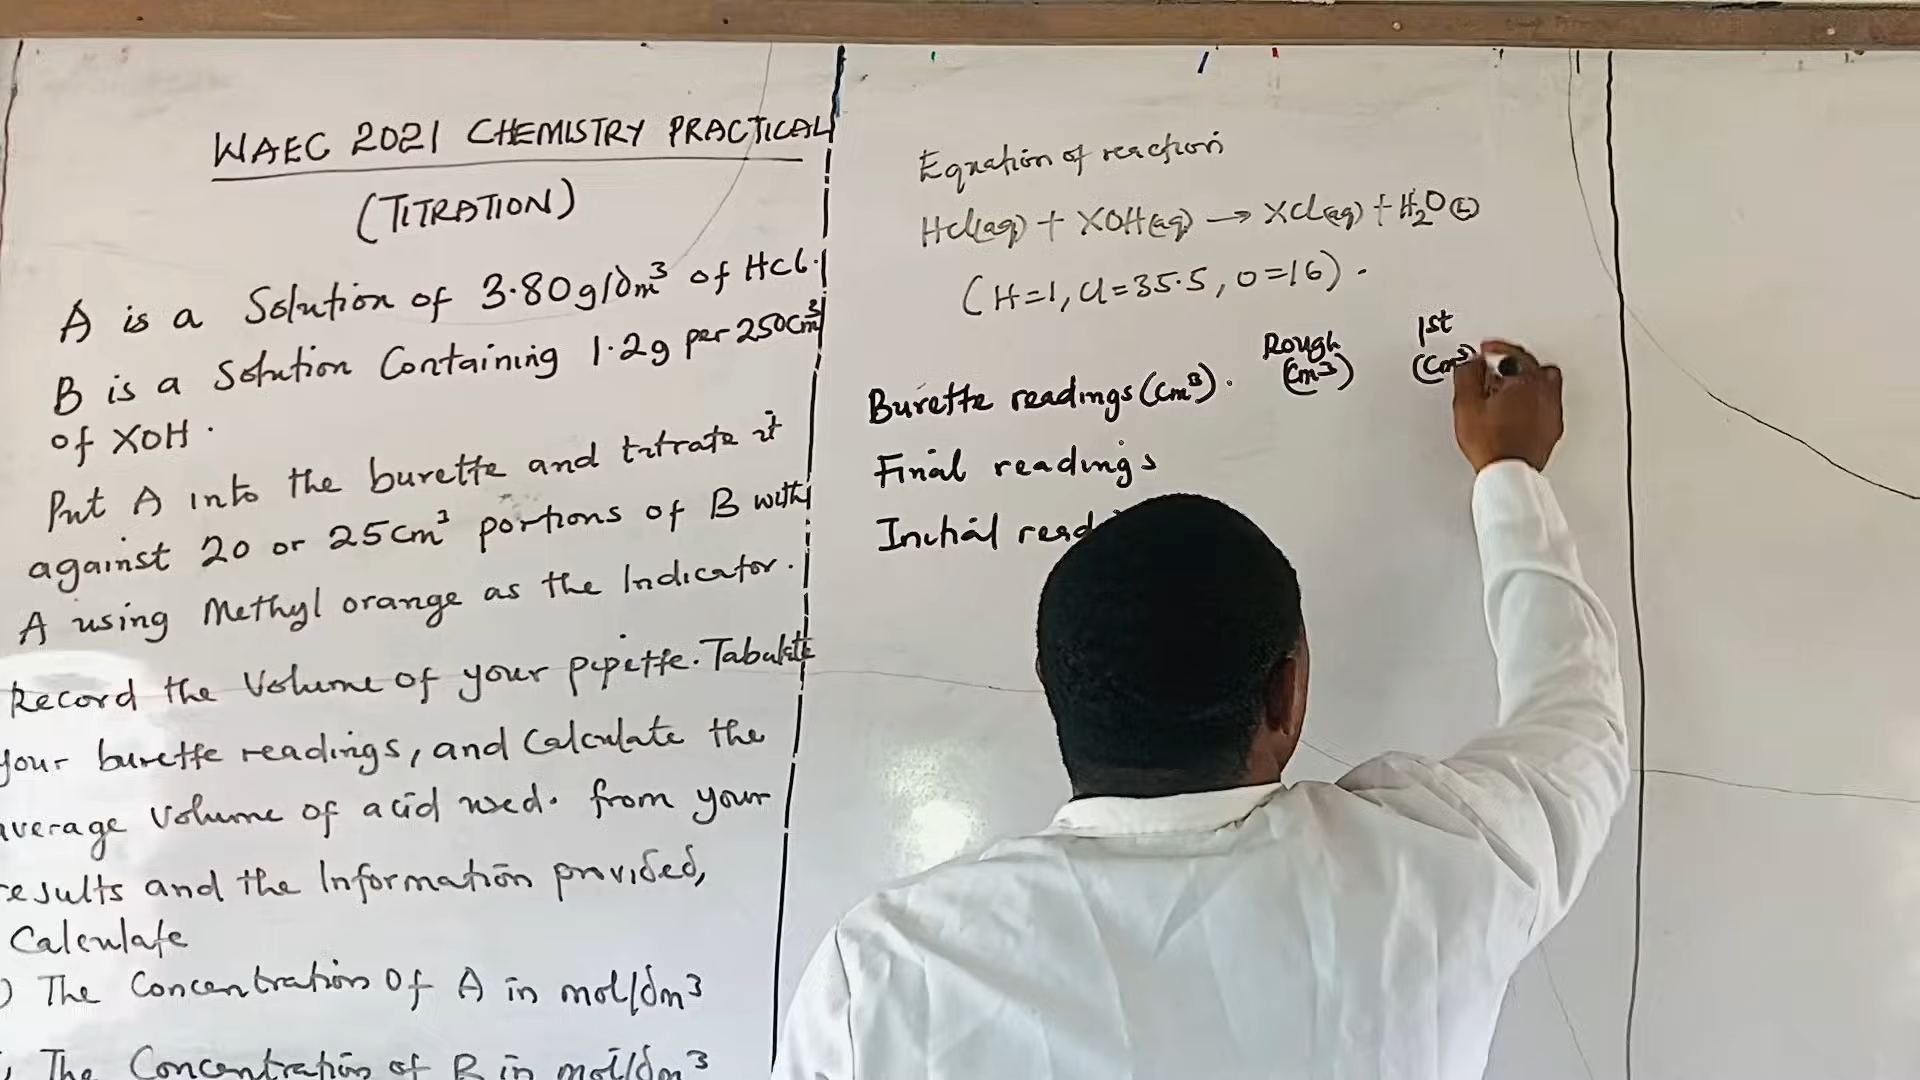 WAEC 2021 CHEMISTRY PRACTICAL
(TITRATION)
A is a Solution of 3.80g/dm³ of HCl.
B is a Solution Containing 1.2g per 250cm³
of XOH.
Put A into the burette and titrate it
against 20 or 25cm³ portions of B with
A using Methyl orange as the Indicator.
Record the Volume of your pipette. Tabulate
your burette readings, and Calculate the
average Volume of acid used. from your
results and the Information provided,
Calculate
) The Concentration Of A in mol/dm³
The Concentration of B in mol/dm³
Equation of reaction
HCl(aq) + XOH(aq) → XCl(aq) + H₂O(L)
(H=1, Cl=35.5, O=16).
Burette readings (cm³). Rough (cm³) 1st (cm³)
Final readings
Initial